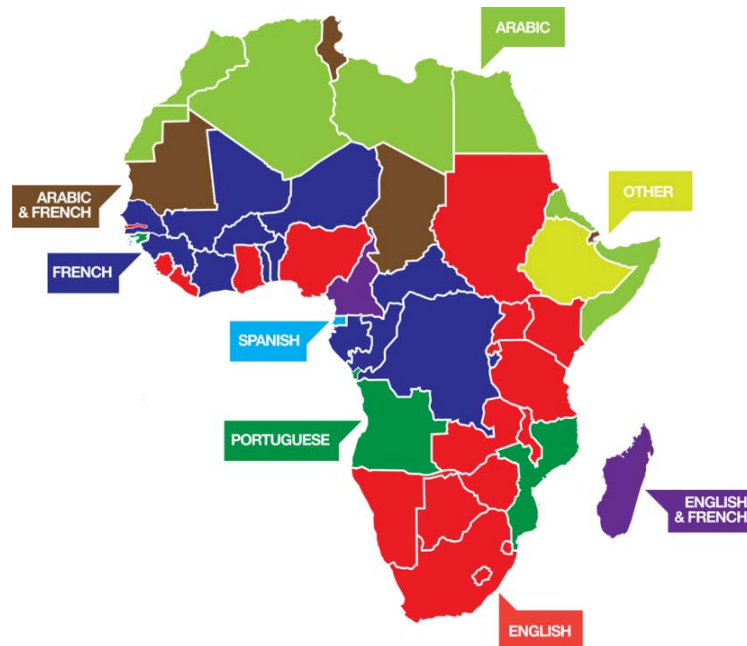 ARABIC
ARABIC
& FRENCH
OTHER
FRENCH
SPANISH
PORTUGUESE
ENGLISH
& FRENCH
ENGLISH